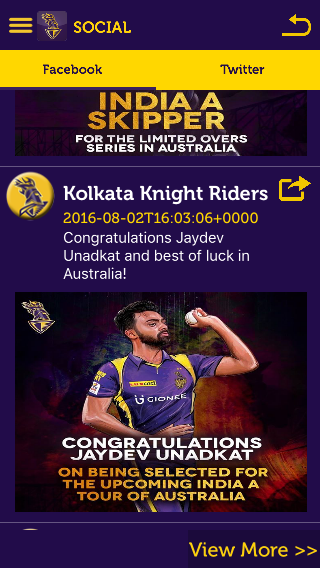 SOCIAL
Facebook
Twitter
INDIA A
SKIPPER
FOR THE LIMITED OVERS
SERIES IN AUSTRALIA
Kolkata Knight Riders
2016-08-02T16:03:06+0000
Congratulations Jaydev
Unadkat and best of luck in
Australia!
GIONEE
CONGRATULATIONS
JAYDEV UNADKAT
ON BEING SELECTED FOR
THE UPCOMING INDIA A
TOUR OF AUSTRALIA
View More >>